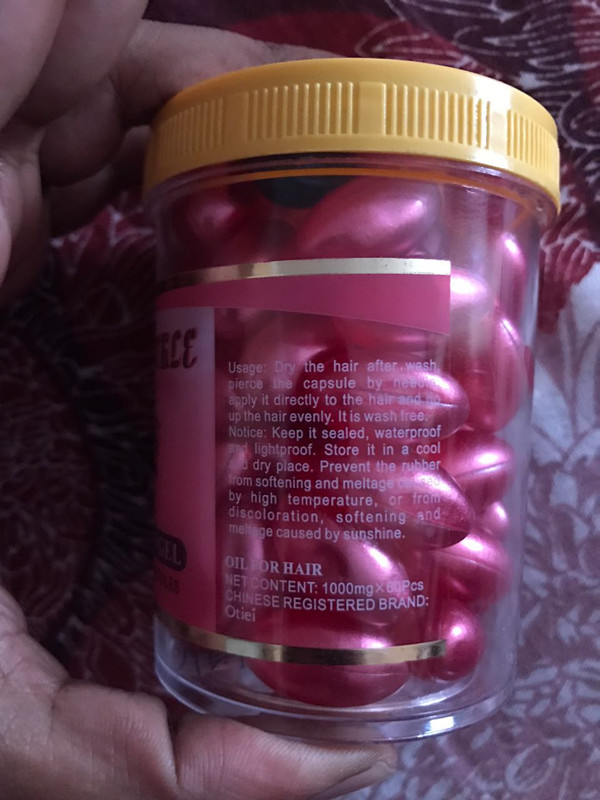 Usage: Dry the hair after wash,
pierce the capsule by needle,
apply it directly to the hair and do
up the hair evenly. It is wash free.
Notice: Keep it sealed, waterproof
and lightproof. Store it in a cool
and dry place. Prevent the rubber
from softening and meltage caused
by high temperature, or from
discoloration, softening and
meltage caused by sunshine.
OIL FOR HAIR
NET CONTENT: 1000mg×60Pcs
CHINESE REGISTERED BRAND:
Otiei